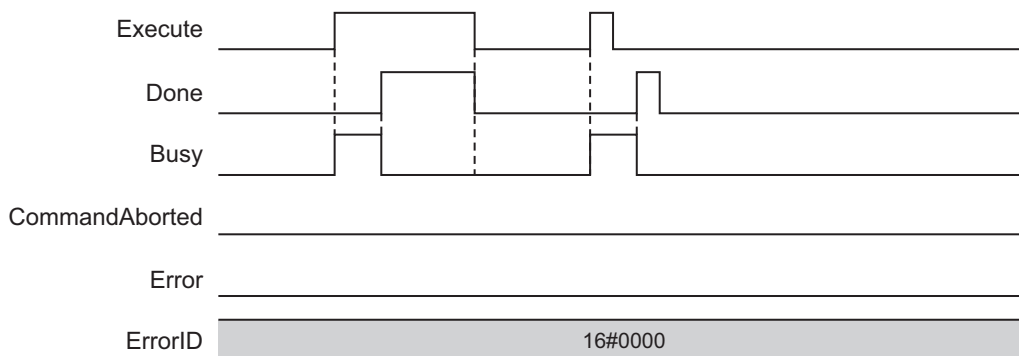 Execute
Done
Busy
CommandAborted
Error
ErrorID 16#0000